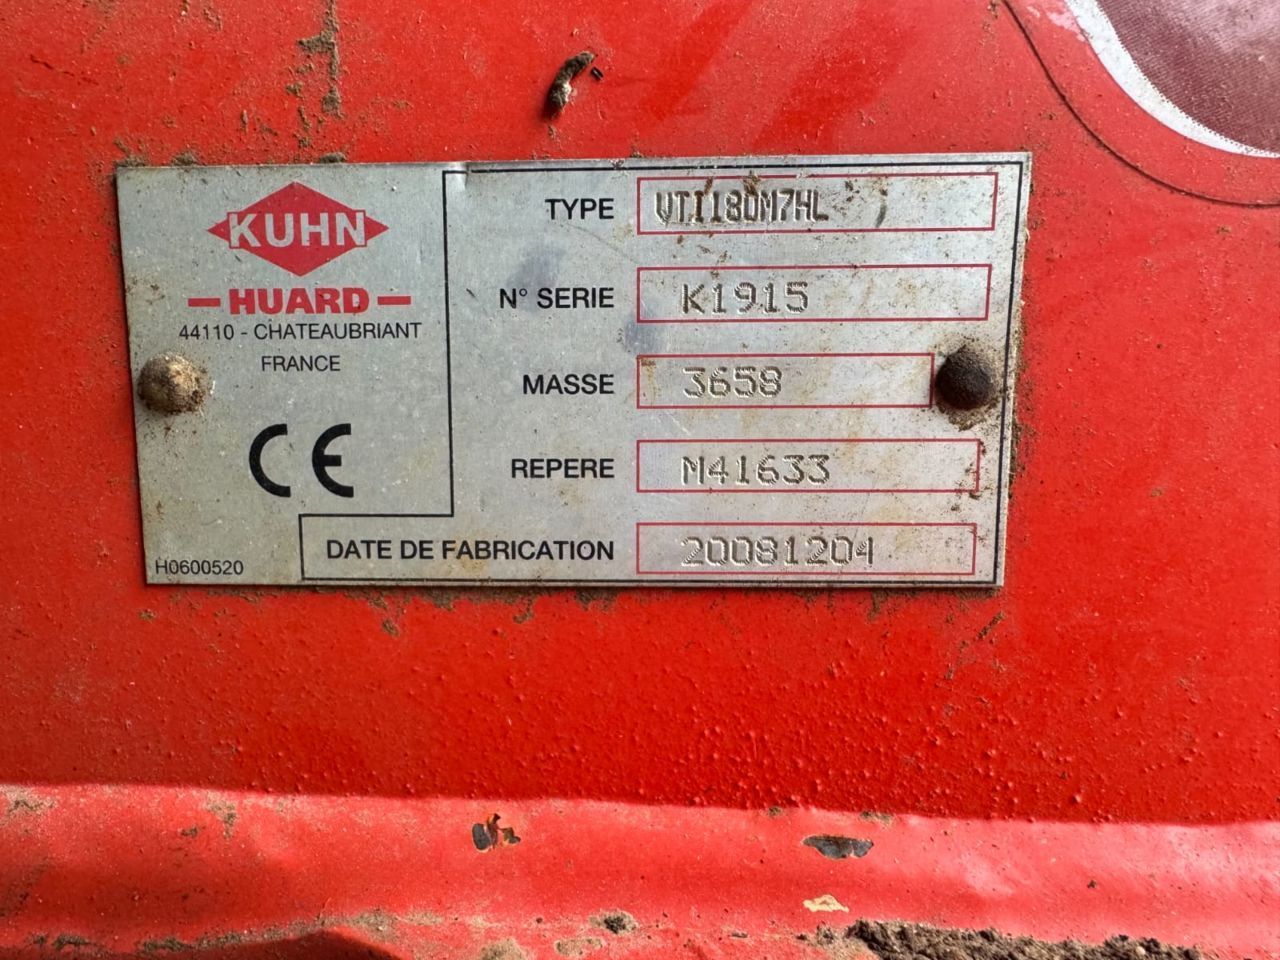 KUHN
HUARD
44110 - CHATEAUBRIANT
FRANCE
CE
H0600520
TYPE VTI180M7HL
N° SERIE K1915
MASSE 3658
REPERE M41633
DATE DE FABRICATION 20081204